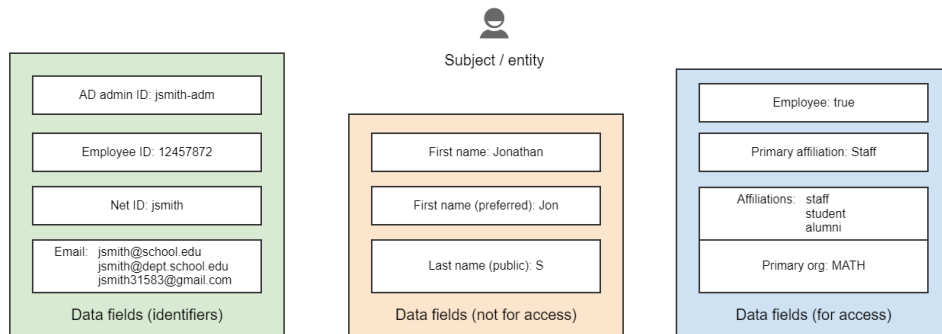 Subject / entity
AD admin ID: jsmith-adm
Employee ID: 12457872
Net ID: jsmith
Email: jsmith@school.edu
jsmith@dept.school.edu
jsmith31583@gmail.com
Data fields (identifiers)
First name: Jonathan
First name (preferred): Jon
Last name (public): S
Data fields (not for access)
Employee: true
Primary affiliation: Staff
Affiliations: staff
student
alumni
Primary org: MATH
Data fields (for access)